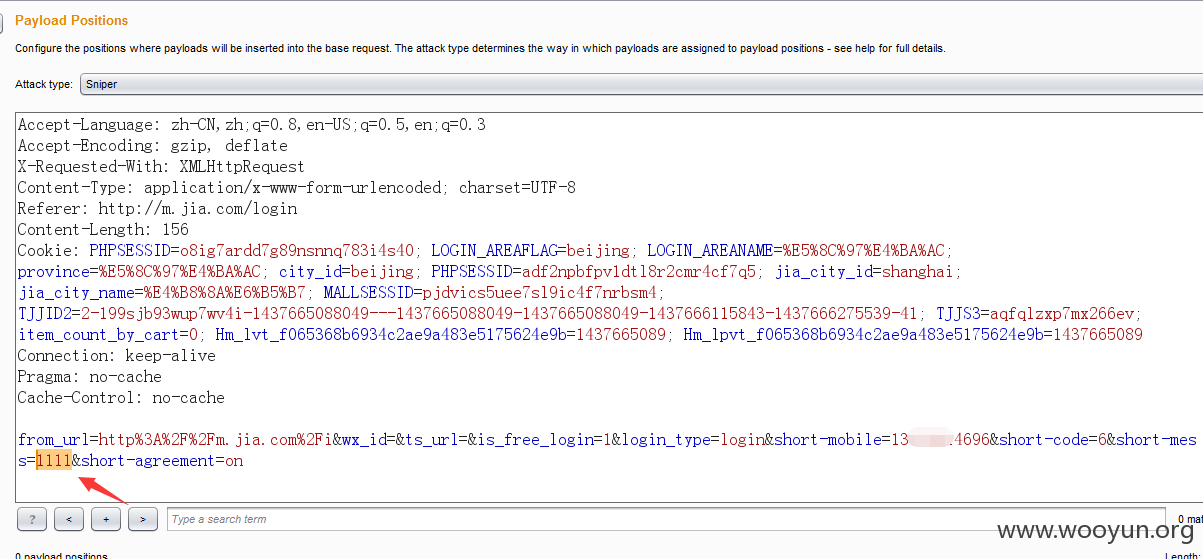 Payload Positions
Configure the positions where payloads will be inserted into the base request. The attack type determines the way in which payloads are assigned to payload positions - see help for full details.
Attack type: Sniper
Accept-Language: zh-CN,zh;q=0.8,en-US;q=0.5,en;q=0.3
Accept-Encoding: gzip, deflate
X-Requested-With: XMLHttpRequest
Content-Type: application/x-www-form-urlencoded; charset=UTF-8
Referer: http://m.jia.com/login
Content-Length: 156
Cookie: PHPSESSID=o8ig7ardd7g89nsnnq783i4s40; LOGIN_AREAFLAG=beijing; LOGIN_AREANAME=%E5%8C%97%E4%BA%AC;
province=%E5%8C%97%E4%BA%AC; city_id=beijing; PHPSESSID=adf2npbfpvldtl8r2cmr4cf7q5; jia_city_id=shanghai;
jia_city_name=%E4%B8%8A%E6%B5%B7; MALLSESSID=pjdvics5uee7sl9ic4f7nrbsm4;
TJJID2=2-199sjb93wup7wv4i-1437665088049---1437665088049-1437665088049-1437666115843-1437666275539-41; TJJS3=aqfqlzxp7mx266ev;
item_count_by_cart=0; Hm_lvt_f065368b6934c2ae9a483e5175624e9b=1437665089; Hm_lpvt_f065368b6934c2ae9a483e5175624e9b=1437665089
Connection: keep-alive
Pragma: no-cache
Cache-Control: no-cache
from_url=http%3A%2F%2Fm.jia.com%2Fi&wx_id=&ts_url=&is_free_login=1&login_type=login&short-mobile=13 4696&short-code=6&short-mes
s=1111&short-agreement=on
? < + > Type a search term 0 mat
www.wooyun.org
0 payload positions Length: